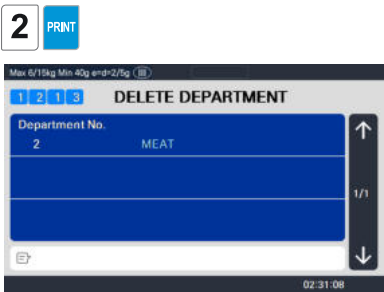 2 PRINT
Max 6/15kg Min 40g e=d=2/5g III
1 2 1 3 DELETE DEPARTMENT
Department No.
2 MEAT
1/1
02:31:08